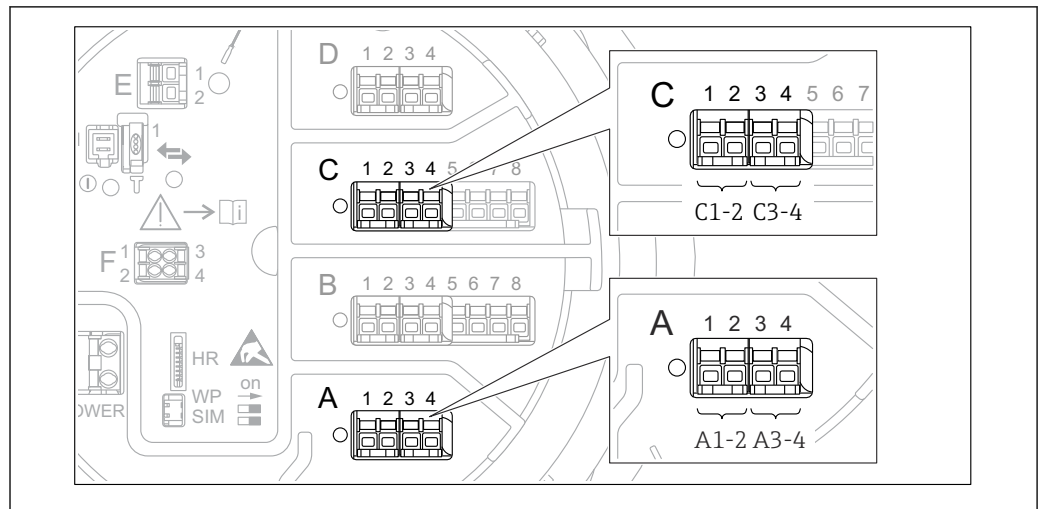 D 1 2 3 4
E 1
2
1
C 1 2 3 4 5 6 7 8
C 1 2 3 4 5 6 7
C1-2 C3-4
F 1 3
2 4
B 1 2 3 4 5 6 7 8
HR
WP on
SIM
OWER
A 1 2 3 4
A 1 2 3 4
A1-2 A3-4